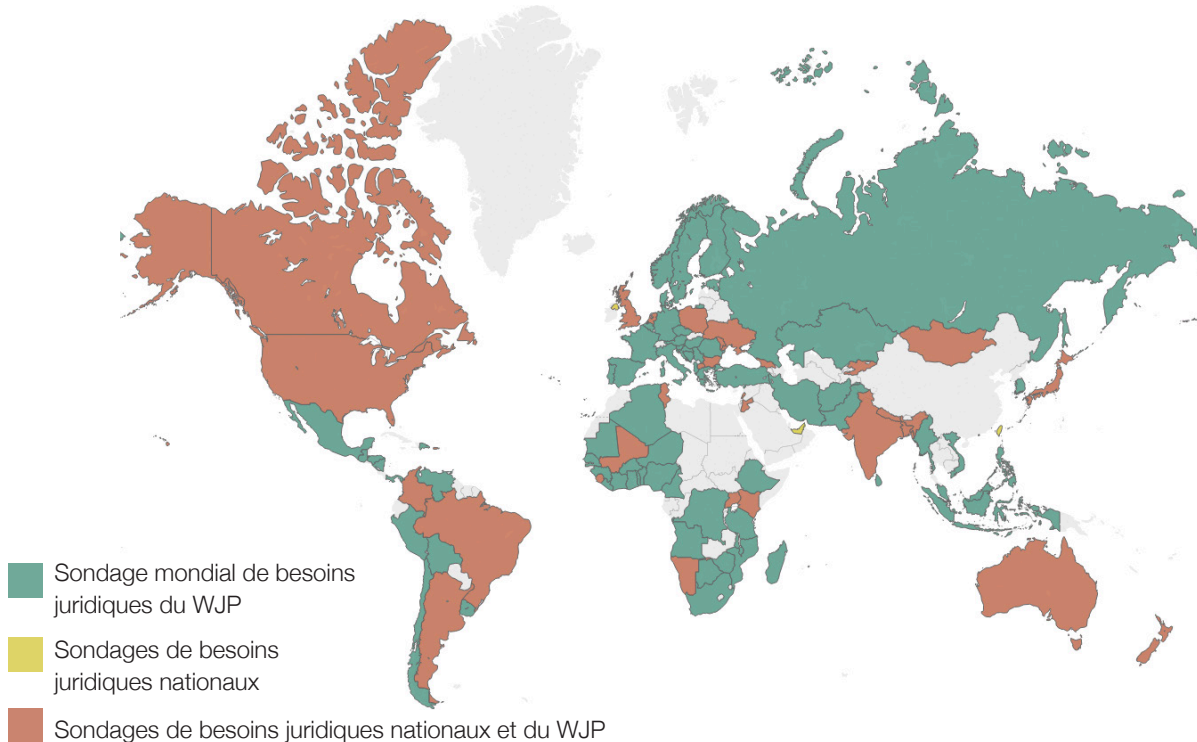 Sondage mondial de besoins
juridiques du WJP
Sondages de besoins
juridiques nationaux
Sondages de besoins juridiques nationaux et du WJP